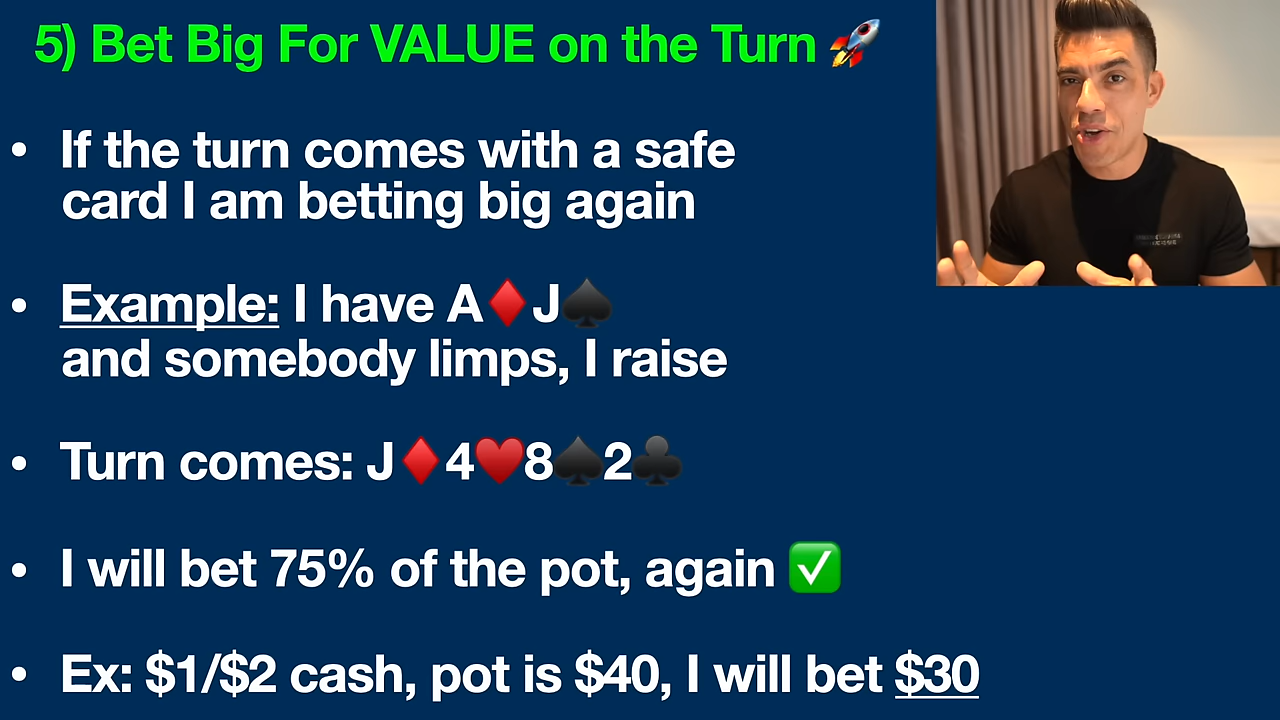 5) Bet Big For VALUE on the Turn 🚀
• If the turn comes with a safe
card I am betting big again
• Example: I have A♦️J♠️
and somebody limps, I raise
• Turn comes: J♦️4♥️8♠️2♣️
• I will bet 75% of the pot, again ✅
• Ex: $1/$2 cash, pot is $40, I will bet $30